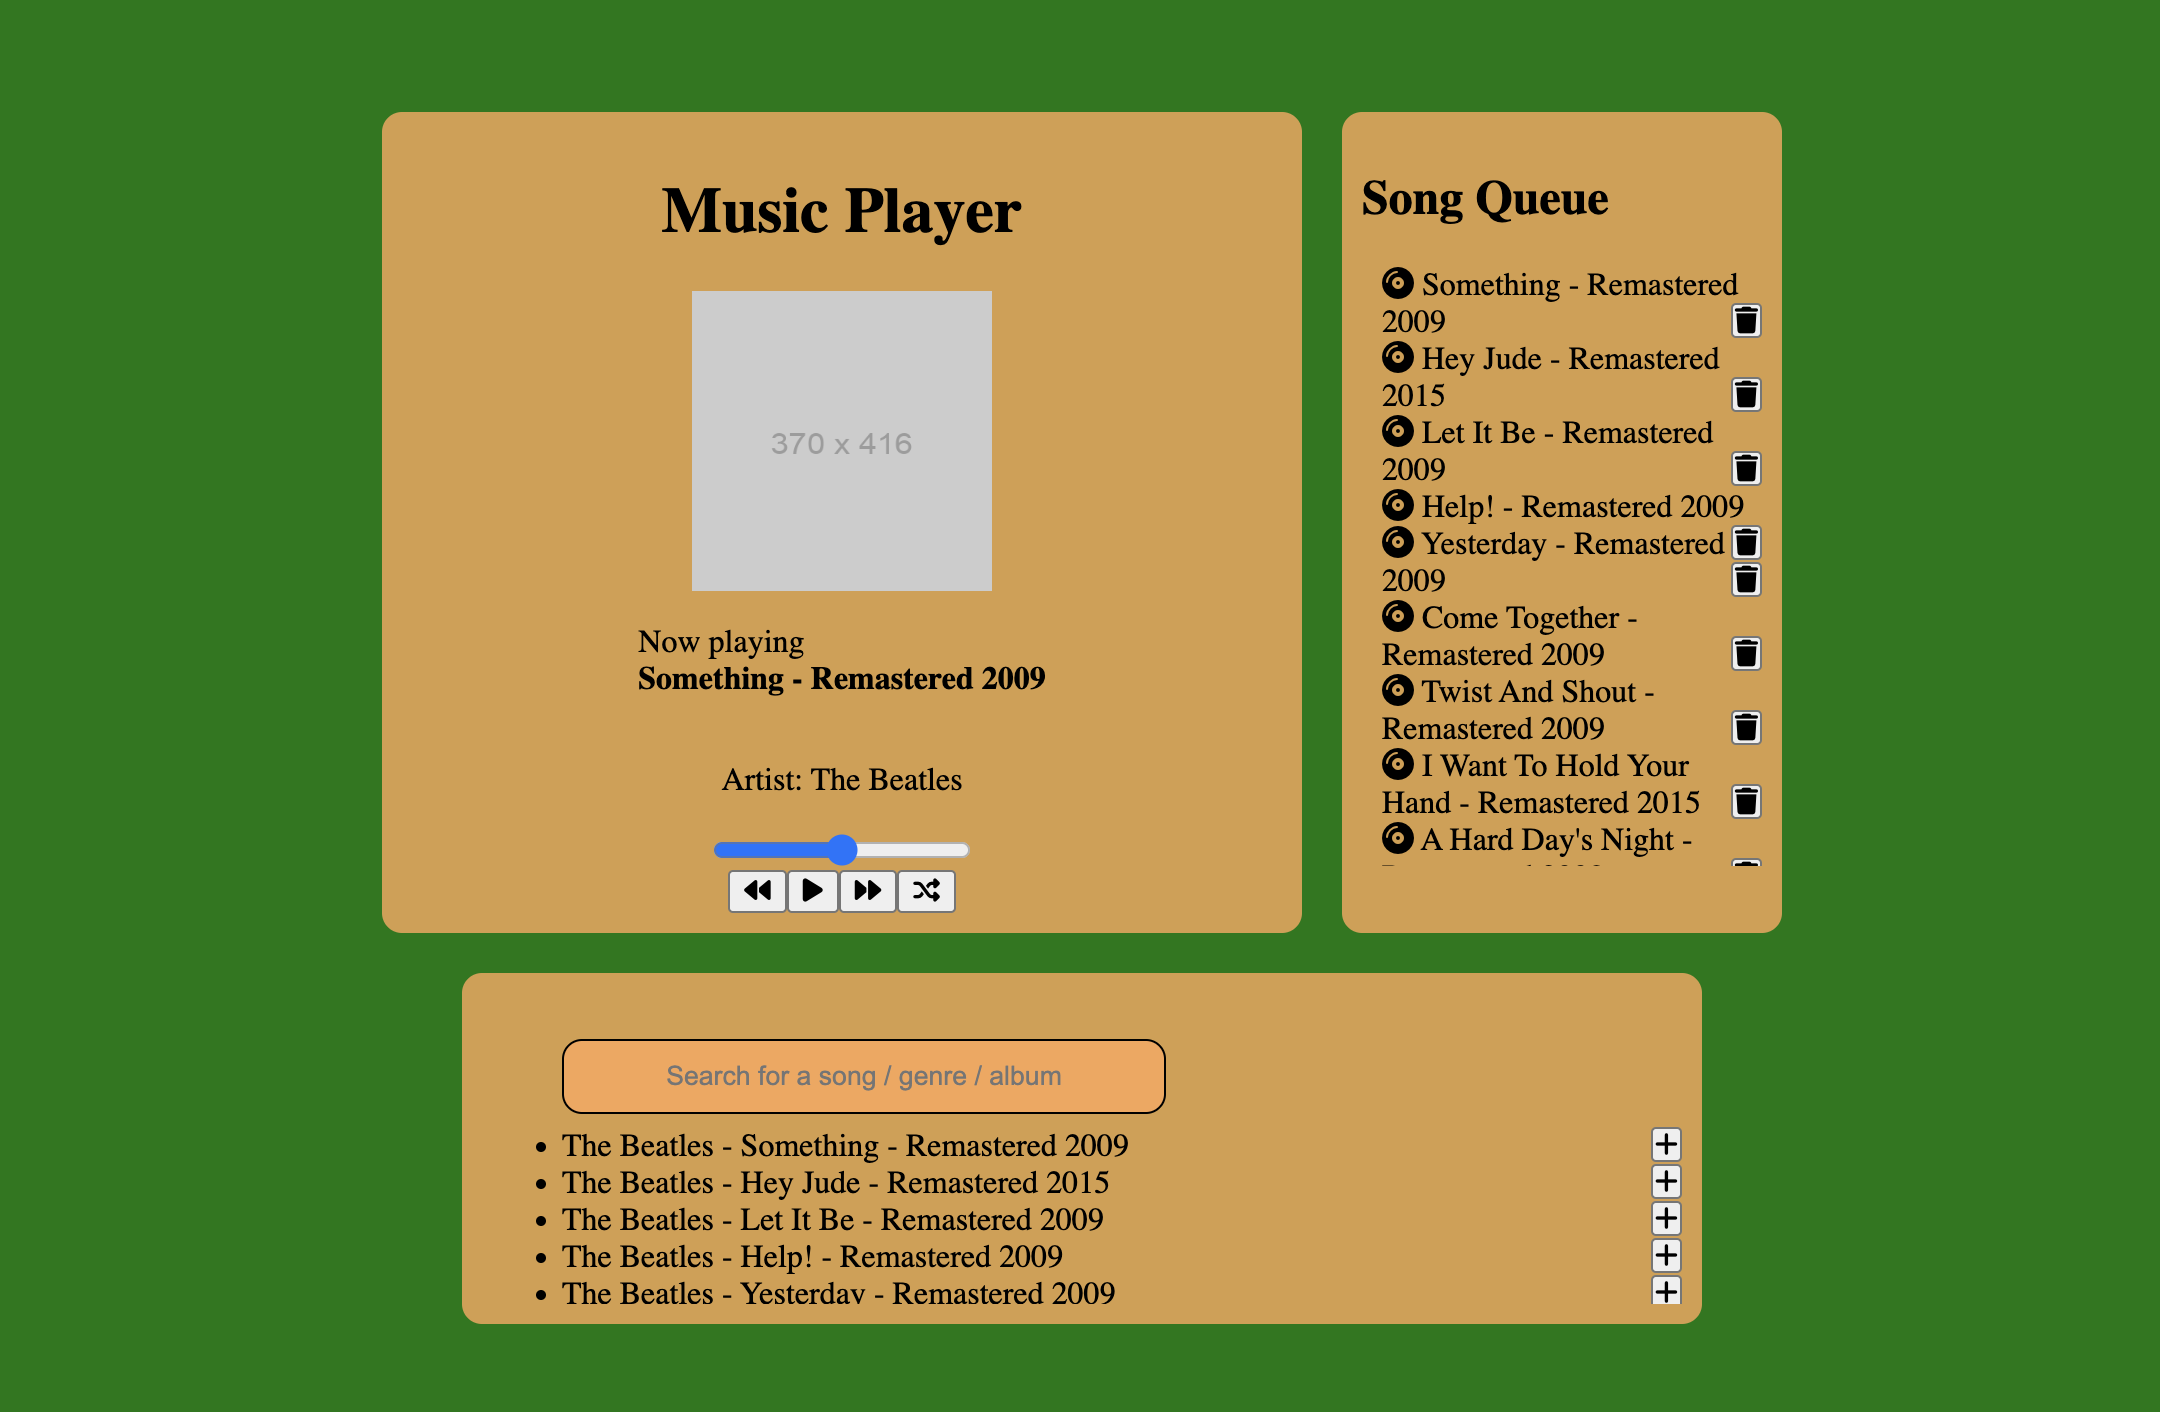 Music Player
370 x 416
Now playing
Something - Remastered 2009
Artist: The Beatles
Song Queue
Something - Remastered
2009
Hey Jude - Remastered
2015
Let It Be - Remastered
2009
Help! - Remastered 2009
Yesterday - Remastered
2009
Come Together -
Remastered 2009
Twist And Shout -
Remastered 2009
I Want To Hold Your
Hand - Remastered 2015
A Hard Day's Night -
Search for a song / genre / album
The Beatles - Something - Remastered 2009
The Beatles - Hey Jude - Remastered 2015
The Beatles - Let It Be - Remastered 2009
The Beatles - Help! - Remastered 2009
The Beatles - Yesterday - Remastered 2009